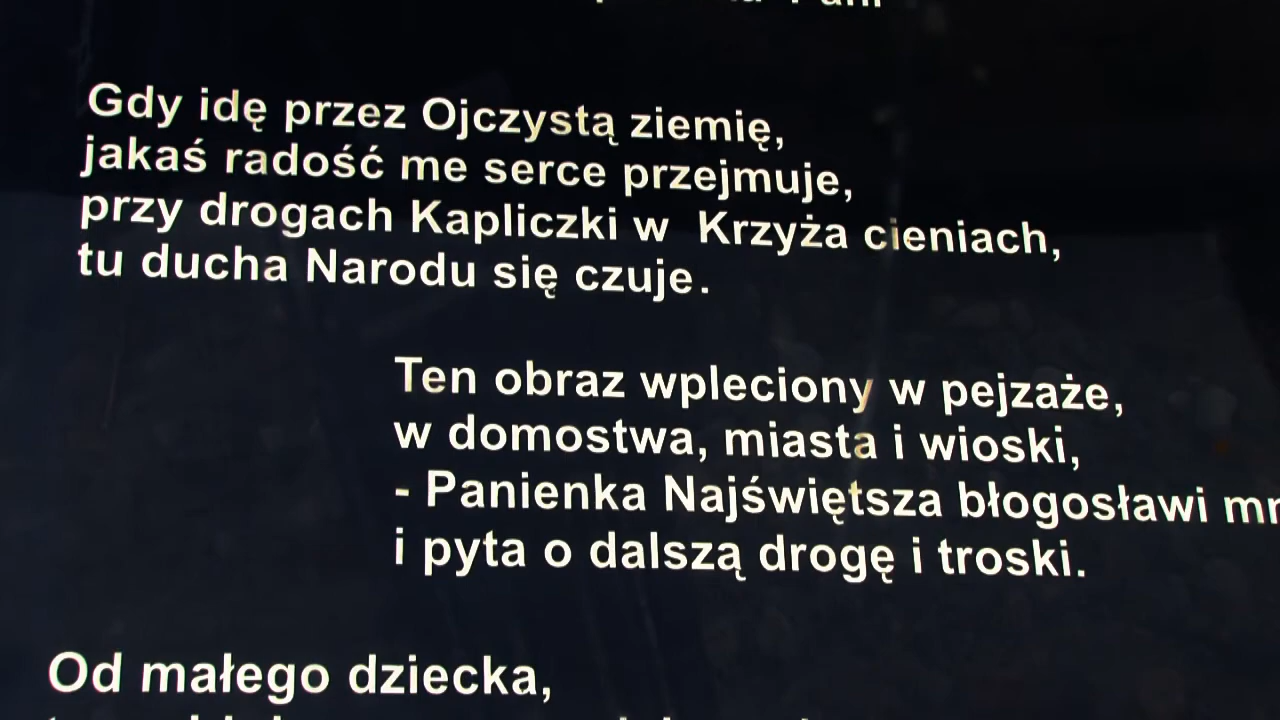 Gdy idę przez Ojczystą ziemię,
jakaś radość me serce przejmuje,
przy drogach Kapliczki w Krzyża cieniach,
tu ducha Narodu się czuje.
Ten obraz wpleciony w pejzaże,
w domostwa, miasta i wioski,
- Panienka Najświętsza błogosławi
i pyta o dalszą drogę i troski.
Od małego dziecka,